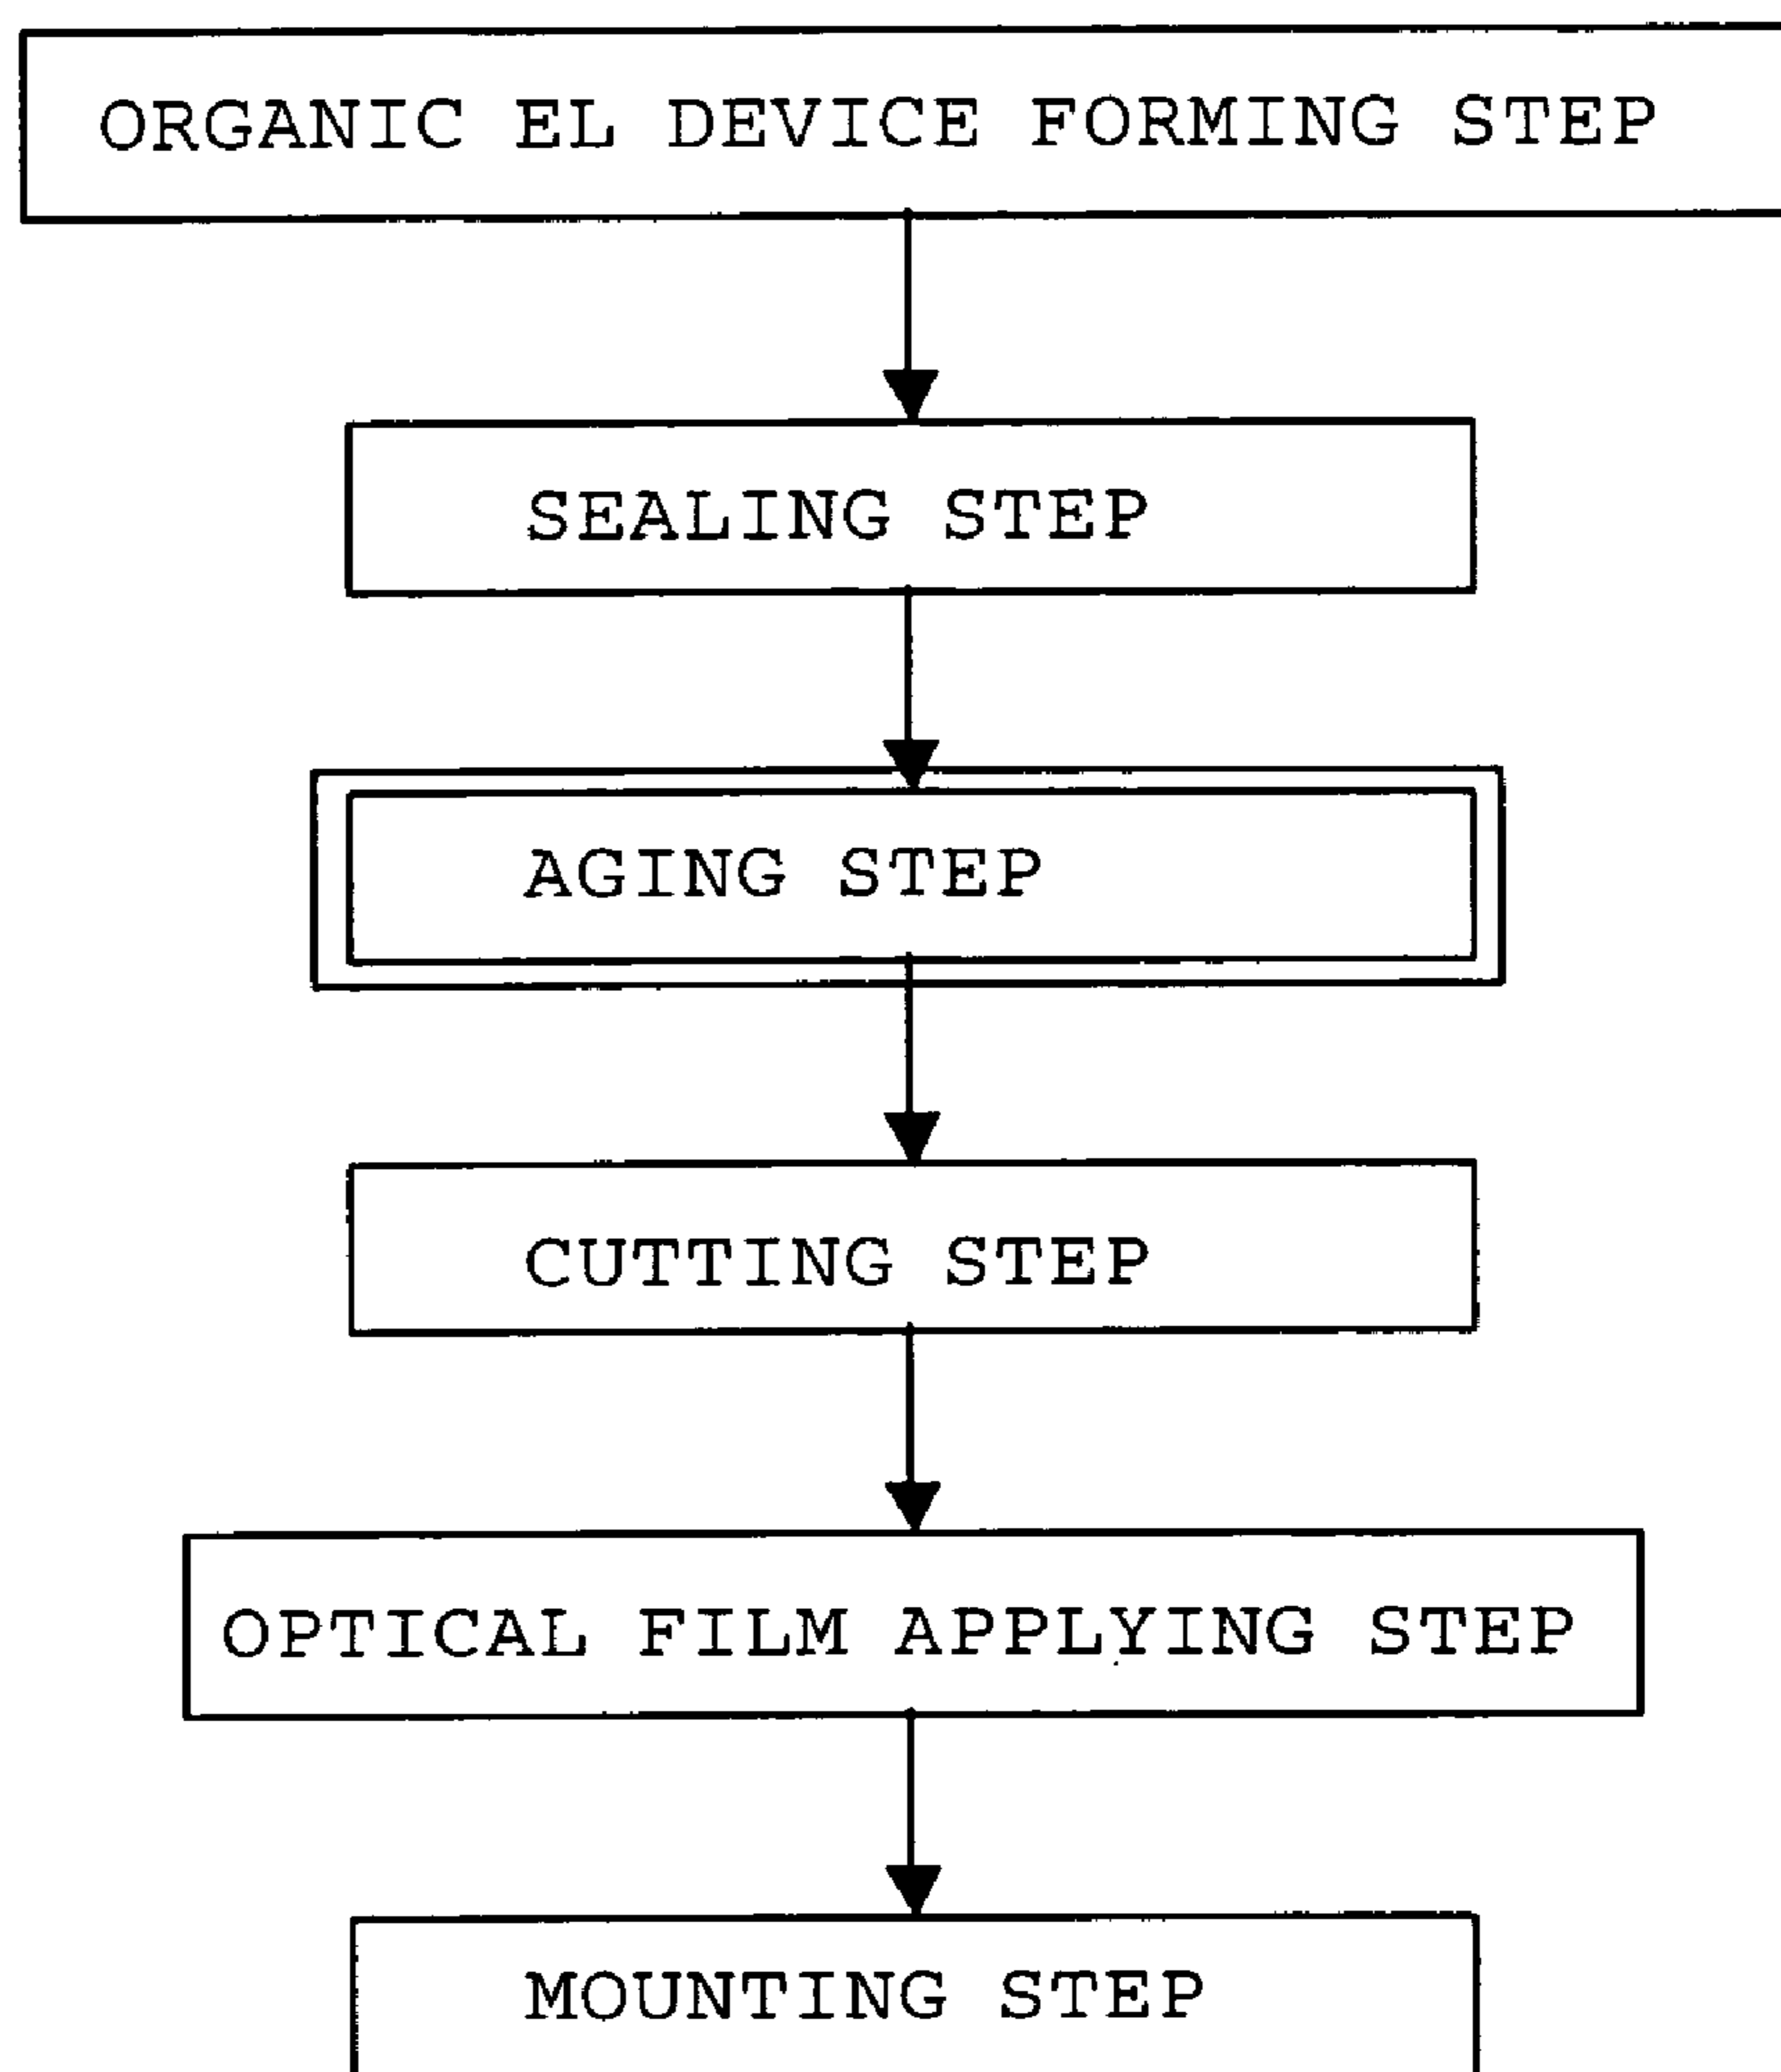 ORGANIC EL DEVICE FORMING STEP
SEALING STEP
AGING STEP
CUTTING STEP
OPTICAL FILM APPLYING STEP
MOUNTING STEP